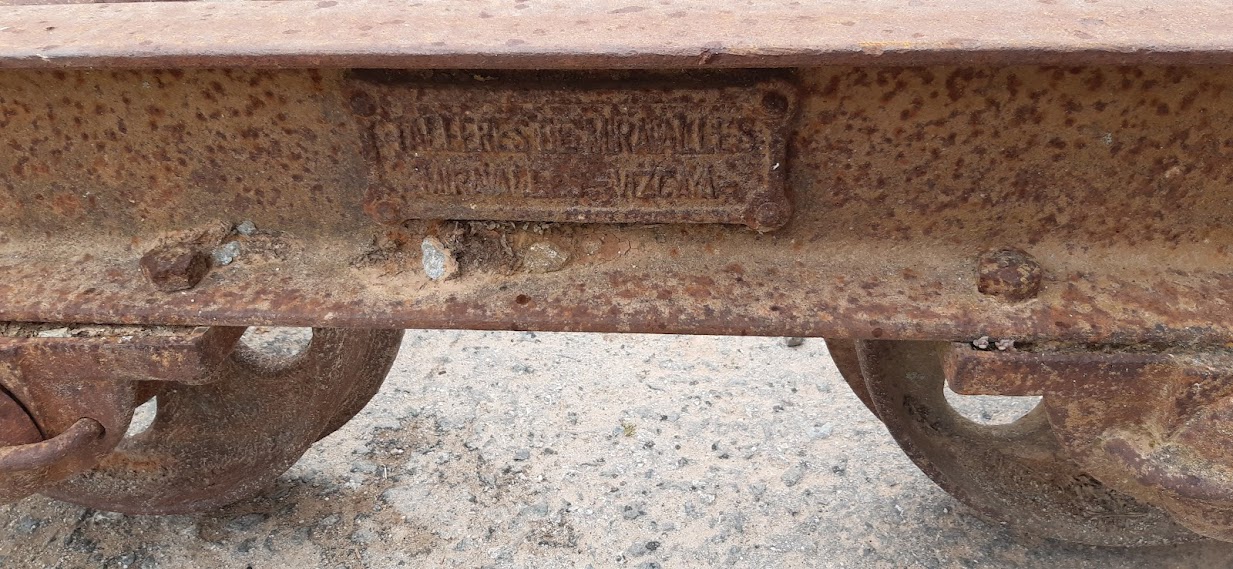 TALLERES DE MIRAVALLES
MIRAVALLES - VIZCAYA